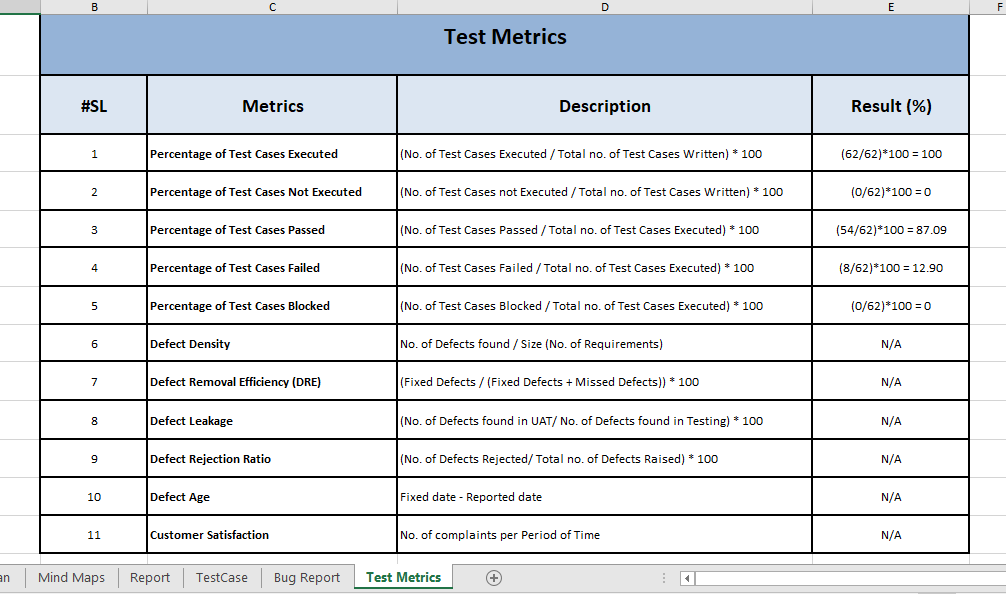 B C D E F
Test Metrics
#SL Metrics Description Result (%)
1 Percentage of Test Cases Executed (No. of Test Cases Executed / Total no. of Test Cases Written) * 100 (62/62)*100 = 100
2 Percentage of Test Cases Not Executed (No. of Test Cases not Executed / Total no. of Test Cases Written) * 100 (0/62)*100 = 0
3 Percentage of Test Cases Passed (No. of Test Cases Passed / Total no. of Test Cases Executed) * 100 (54/62)*100 = 87.09
4 Percentage of Test Cases Failed (No. of Test Cases Failed / Total no. of Test Cases Executed) * 100 (8/62)*100 = 12.90
5 Percentage of Test Cases Blocked (No. of Test Cases Blocked / Total no. of Test Cases Executed) * 100 (0/62)*100 = 0
6 Defect Density No. of Defects found / Size (No. of Requirements) N/A
7 Defect Removal Efficiency (DRE) (Fixed Defects / (Fixed Defects + Missed Defects)) * 100 N/A
8 Defect Leakage (No. of Defects found in UAT/ No. of Defects found in Testing) * 100 N/A
9 Defect Rejection Ratio (No. of Defects Rejected/ Total no. of Defects Raised) * 100 N/A
10 Defect Age Fixed date - Reported date N/A
11 Customer Satisfaction No. of complaints per Period of Time N/A
an Mind Maps Report TestCase Bug Report Test Metrics